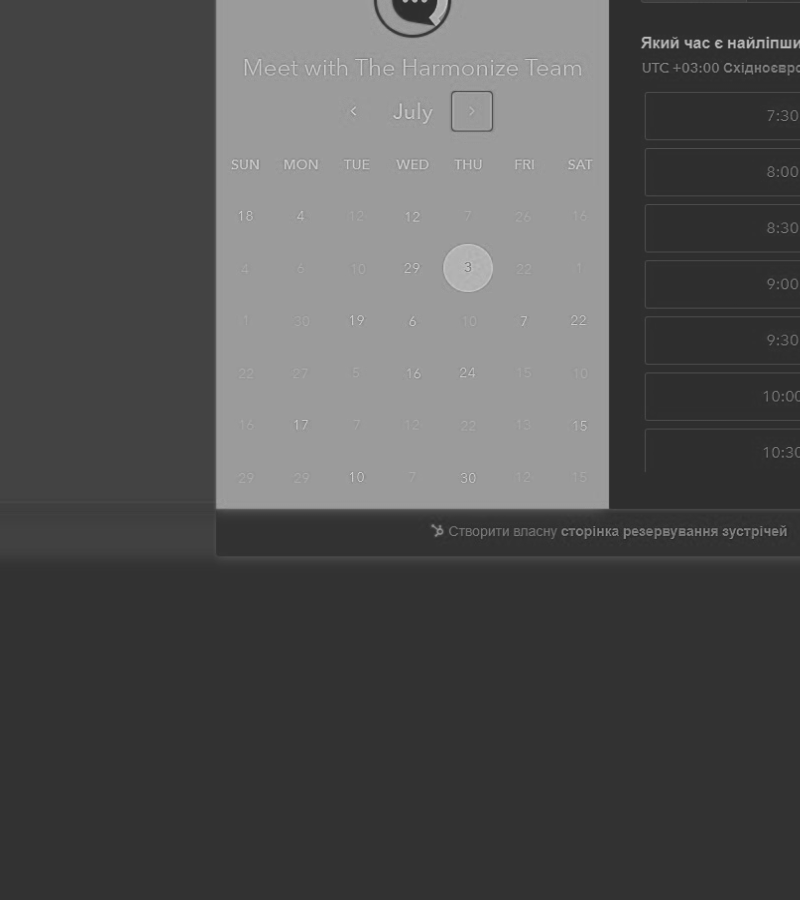 Meet with The Harmonize Team
July
SUN MON TUE WED THU FRI SAT
18 4 12 12 7 26 16
4 6 10 29 3 22 1
1 30 19 6 10 7 22
22 27 5 16 24 15 10
16 17 7 12 22 13 15
29 29 10 7 30 12 15
Який час є найліпши
UTC +03:00 Східноєвро
7:30
8:00
8:30
9:00
9:30
10:00
10:30
Створити власну сторінка резервування зустрічей